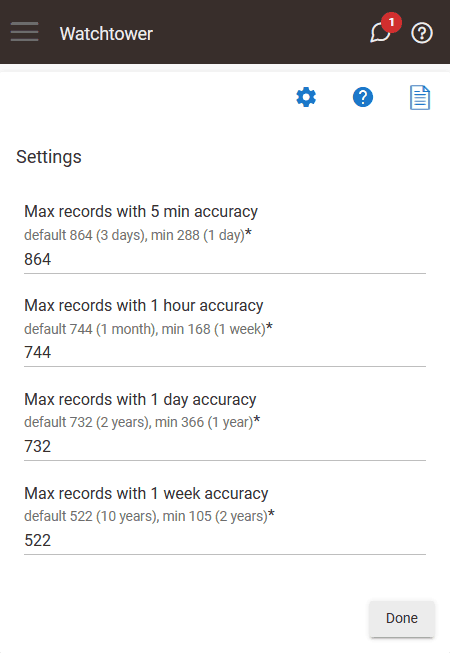 Watchtower
1
Settings
Max records with 5 min accuracy
default 864 (3 days), min 288 (1 day)*
864
Max records with 1 hour accuracy
default 744 (1 month), min 168 (1 week)*
744
Max records with 1 day accuracy
default 732 (2 years), min 366 (1 year)*
732
Max records with 1 week accuracy
default 522 (10 years), min 105 (2 years)*
522
Done